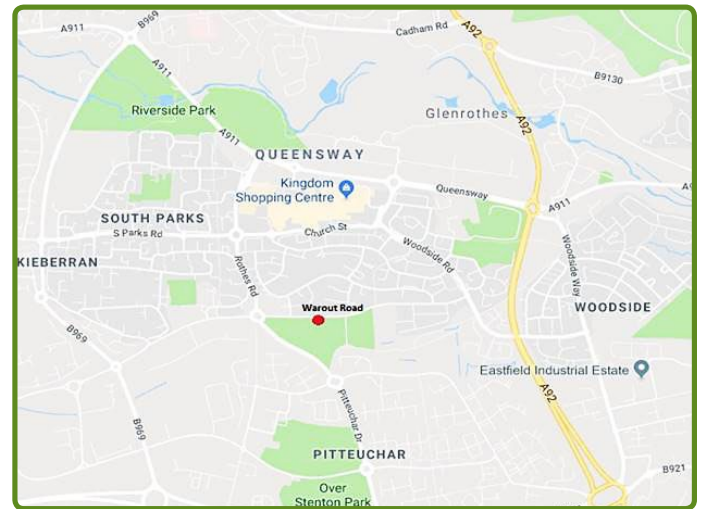 B969
A911
A92
Cadham Rd
A92
B9130
A911
Riverside Park
A911
Glenrothes
QUEENSWAY
Kingdom
Shopping Centre
Queensway
A911
SOUTH PARKS
S Parks Rd
Church St
Woodside Rd
Woodside Way
KIEBERRAN
Rothes Rd
Warout Road
WOODSIDE
B969
Eastfield Industrial Estate
A92
B969
Pitteuchar Dr
PITTEUCHAR
B921
Over
Stenton Park